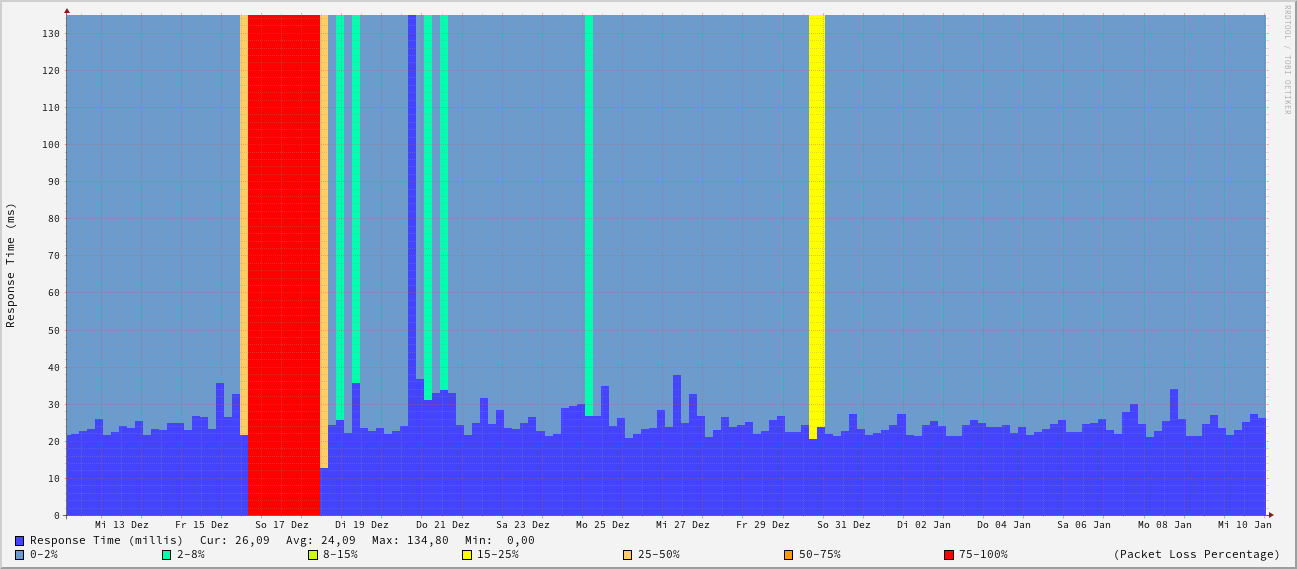 RRDTOOL / TOBI OETIKER
Response Time (ms)
130
120
110
100
90
80
70
60
50
40
30
20
10
0
Mi 13 Dez Fr 15 Dez So 17 Dez Di 19 Dez Do 21 Dez Sa 23 Dez Mo 25 Dez Mi 27 Dez Fr 29 Dez So 31 Dez Di 02 Jan Do 04 Jan Sa 06 Jan Mo 08 Jan Mi 10 Jan
Response Time (millis) Cur: 26,09 Avg: 24,09 Max: 134,80 Min: 0,00
0-2% 2-8% 8-15% 15-25% 25-50% 50-75% 75-100% (Packet Loss Percentage)